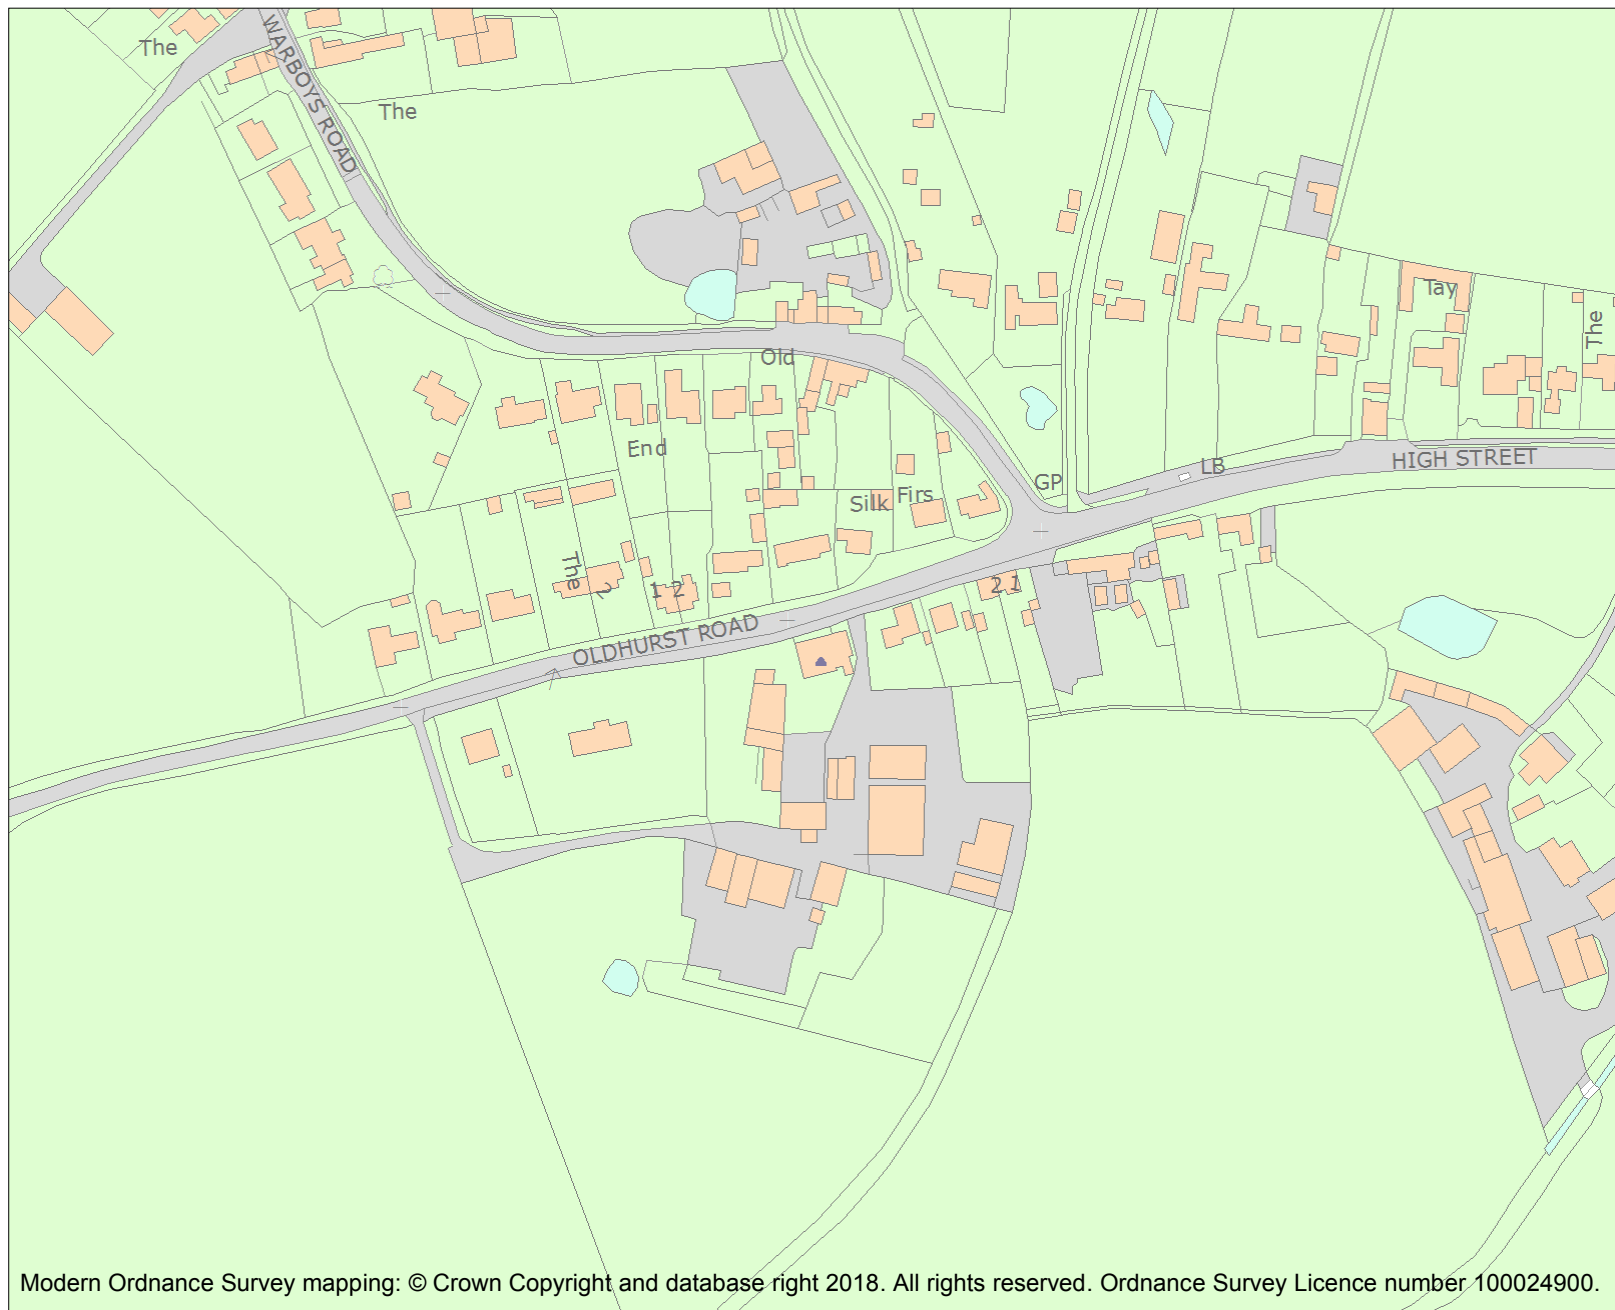 The
WARBOYS ROAD
The
Tay
The
Old
End
HIGH STREET
LB
GP
Silk
Firs
The
2
1 2
2 1
OLDHURST ROAD
Modern Ordnance Survey mapping: © Crown Copyright and database right 2018. All rights reserved. Ordnance Survey Licence number 100024900.